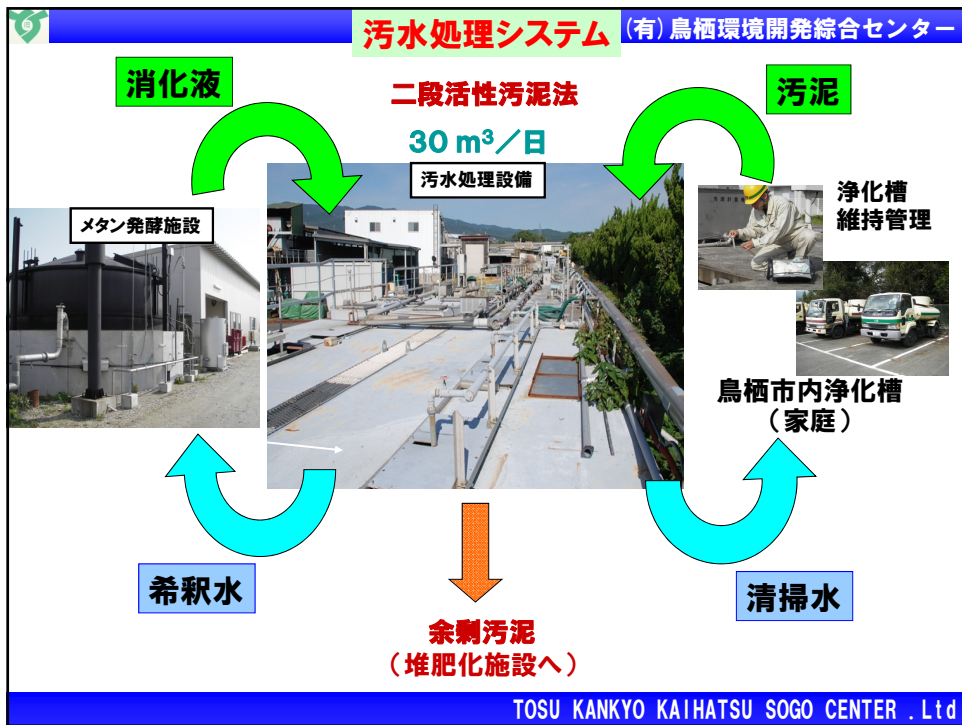 汚水処理システム
(有)鳥栖環境開発綜合センター
消化液
二段活性汚泥法
汚泥
30 m³／日
汚水処理設備
メタン発酵施設
浄化槽
維持管理
鳥栖市内浄化槽
（家庭）
希釈水
清掃水
余剰汚泥
（堆肥化施設へ）
TOSU KANKYO KAIHATSU SOGO CENTER .Ltd